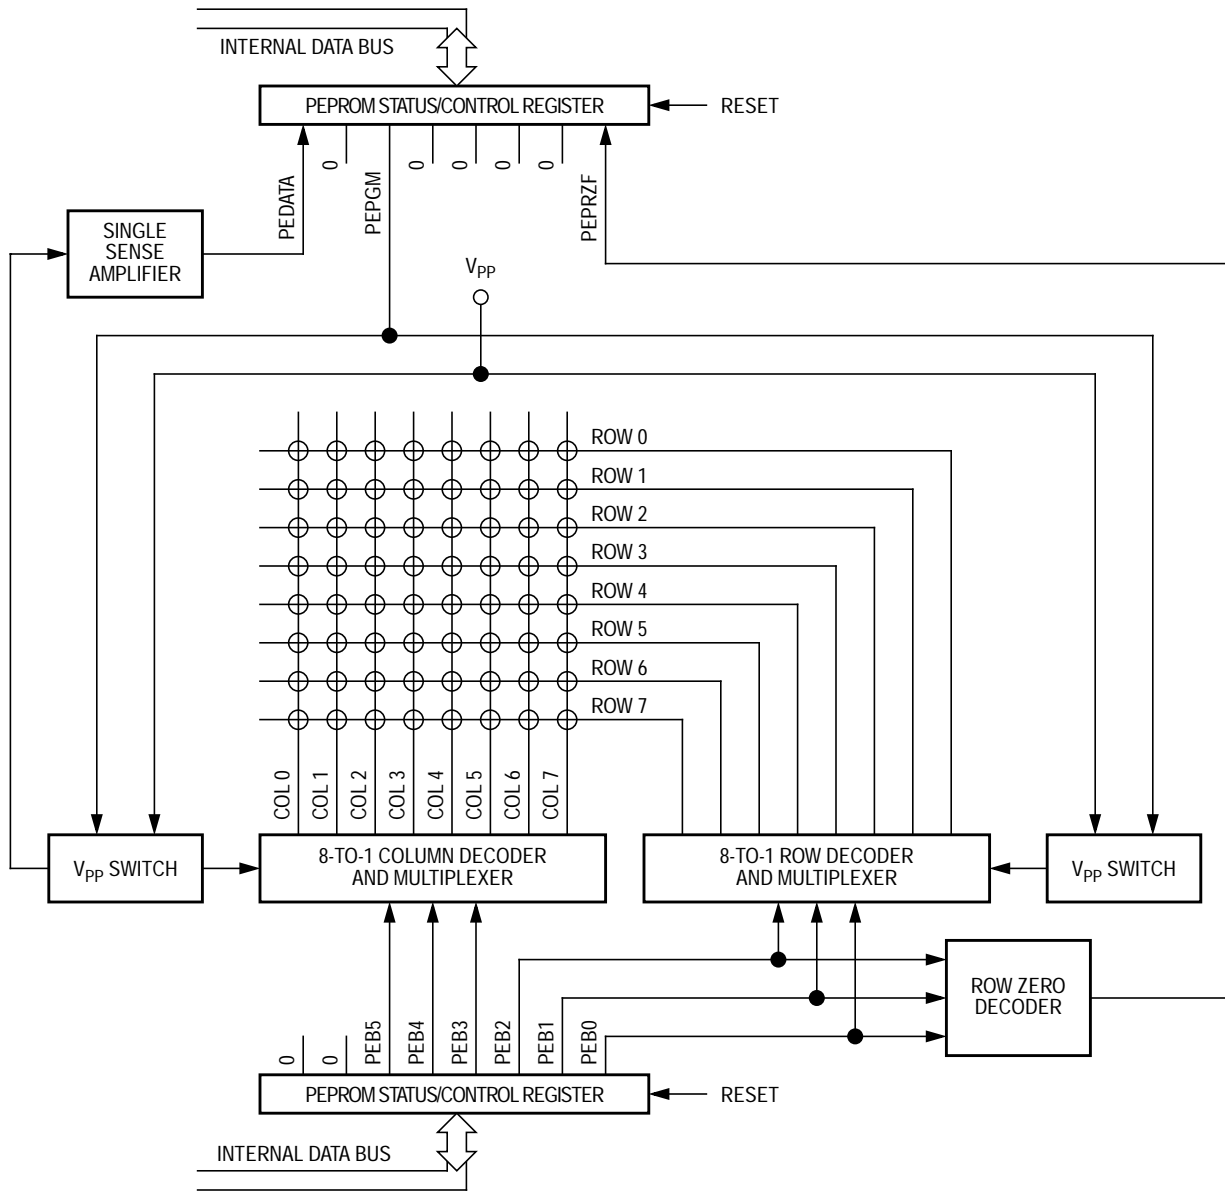 INTERNAL DATA BUS
PEPROM STATUS/CONTROL REGISTER
RESET
PEDATA
0
PEPGM
0
0
0
0
PEPRZF
SINGLE
SENSE
AMPLIFIER
VPP
ROW 0
ROW 1
ROW 2
ROW 3
ROW 4
ROW 5
ROW 6
ROW 7
COL 0
COL 1
COL 2
COL 3
COL 4
COL 5
COL 6
COL 7
VPP SWITCH
8-TO-1 COLUMN DECODER
AND MULTIPLEXER
8-TO-1 ROW DECODER
AND MULTIPLEXER
VPP SWITCH
ROW ZERO
DECODER
0
0
PEB5
PEB4
PEB3
PEB2
PEB1
PEB0
PEPROM STATUS/CONTROL REGISTER
RESET
INTERNAL DATA BUS